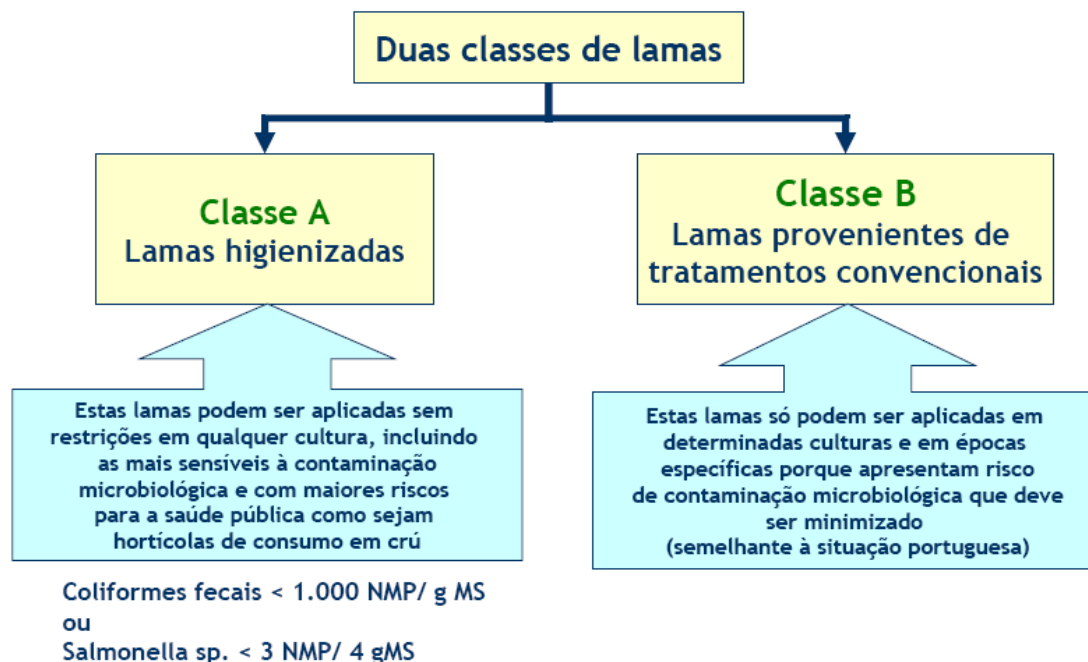 Duas classes de lamas
Classe A
Lamas higienizadas
Classe B
Lamas provenientes de
tratamentos convencionais
Estas lamas podem ser aplicadas sem
restrições em qualquer cultura, incluindo
as mais sensíveis à contaminação
microbiológica e com maiores riscos
para a saúde pública como sejam
hortícolas de consumo em crú
Estas lamas só podem ser aplicadas em
determinadas culturas e em épocas
específicas porque apresentam risco
de contaminação microbiológica que deve
ser minimizado
(semelhante à situação portuguesa)
Coliformes fecais < 1.000 NMP/ g MS
ou
Salmonella sp. < 3 NMP/ 4 gMS